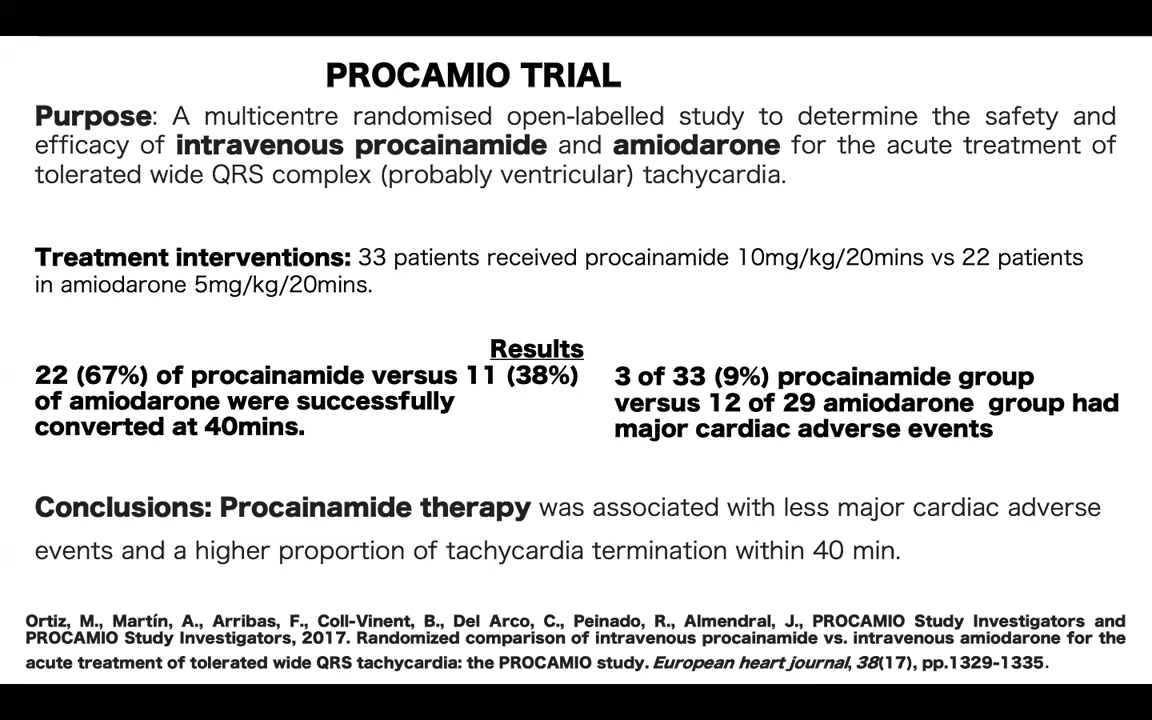 PROCAMIO TRIAL
Purpose: A multicentre randomised open-labelled study to determine the safety and
efficacy of intravenous procainamide and amiodarone for the acute treatment of
tolerated wide QRS complex (probably ventricular) tachycardia.
Treatment interventions: 33 patients received procainamide 10mg/kg/20mins vs 22 patients
in amiodarone 5mg/kg/20mins.
Results
22 (67%) of procainamide versus 11 (38%)
of amiodarone were successfully
converted at 40mins.
3 of 33 (9%) procainamide group
versus 12 of 29 amiodarone group had
major cardiac adverse events
Conclusions: Procainamide therapy was associated with less major cardiac adverse
events and a higher proportion of tachycardia termination within 40 min.
Ortiz, M., Martín, A., Arribas, F., Coll-Vinent, B., Del Arco, C., Peinado, R., Almendral, J., PROCAMIO Study Investigators and
PROCAMIO Study Investigators, 2017. Randomized comparison of intravenous procainamide vs. intravenous amiodarone for the
acute treatment of tolerated wide QRS tachycardia: the PROCAMIO study. European heart journal, 38(17), pp.1329-1335.